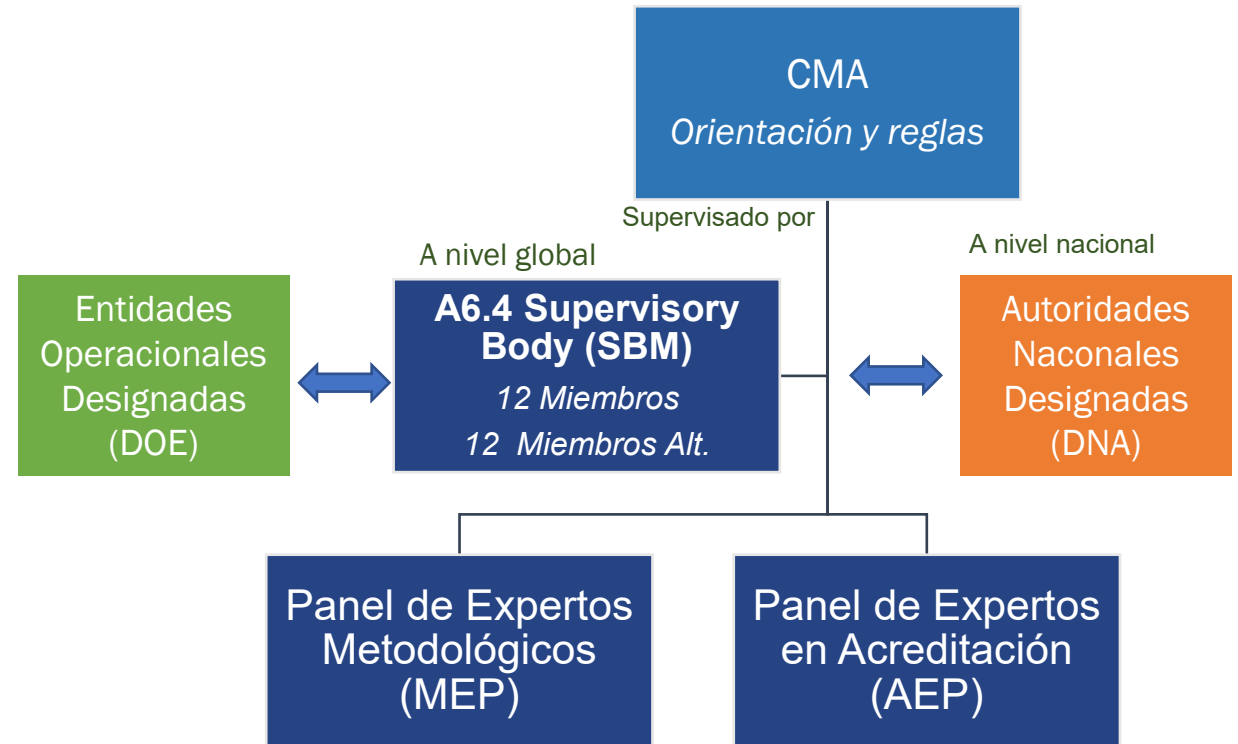 CMA
Orientación y reglas
Supervisado por
A nivel global
A nivel nacional
Entidades
Operacionales
Designadas
(DOE)
A6.4 Supervisory
Body (SBM)
12 Miembros
12 Miembros Alt.
Autoridades
Naconales
Designadas
(DNA)
Panel de Expertos
Metodológicos
(MEP)
Panel de Expertos
en Acreditación
(AEP)